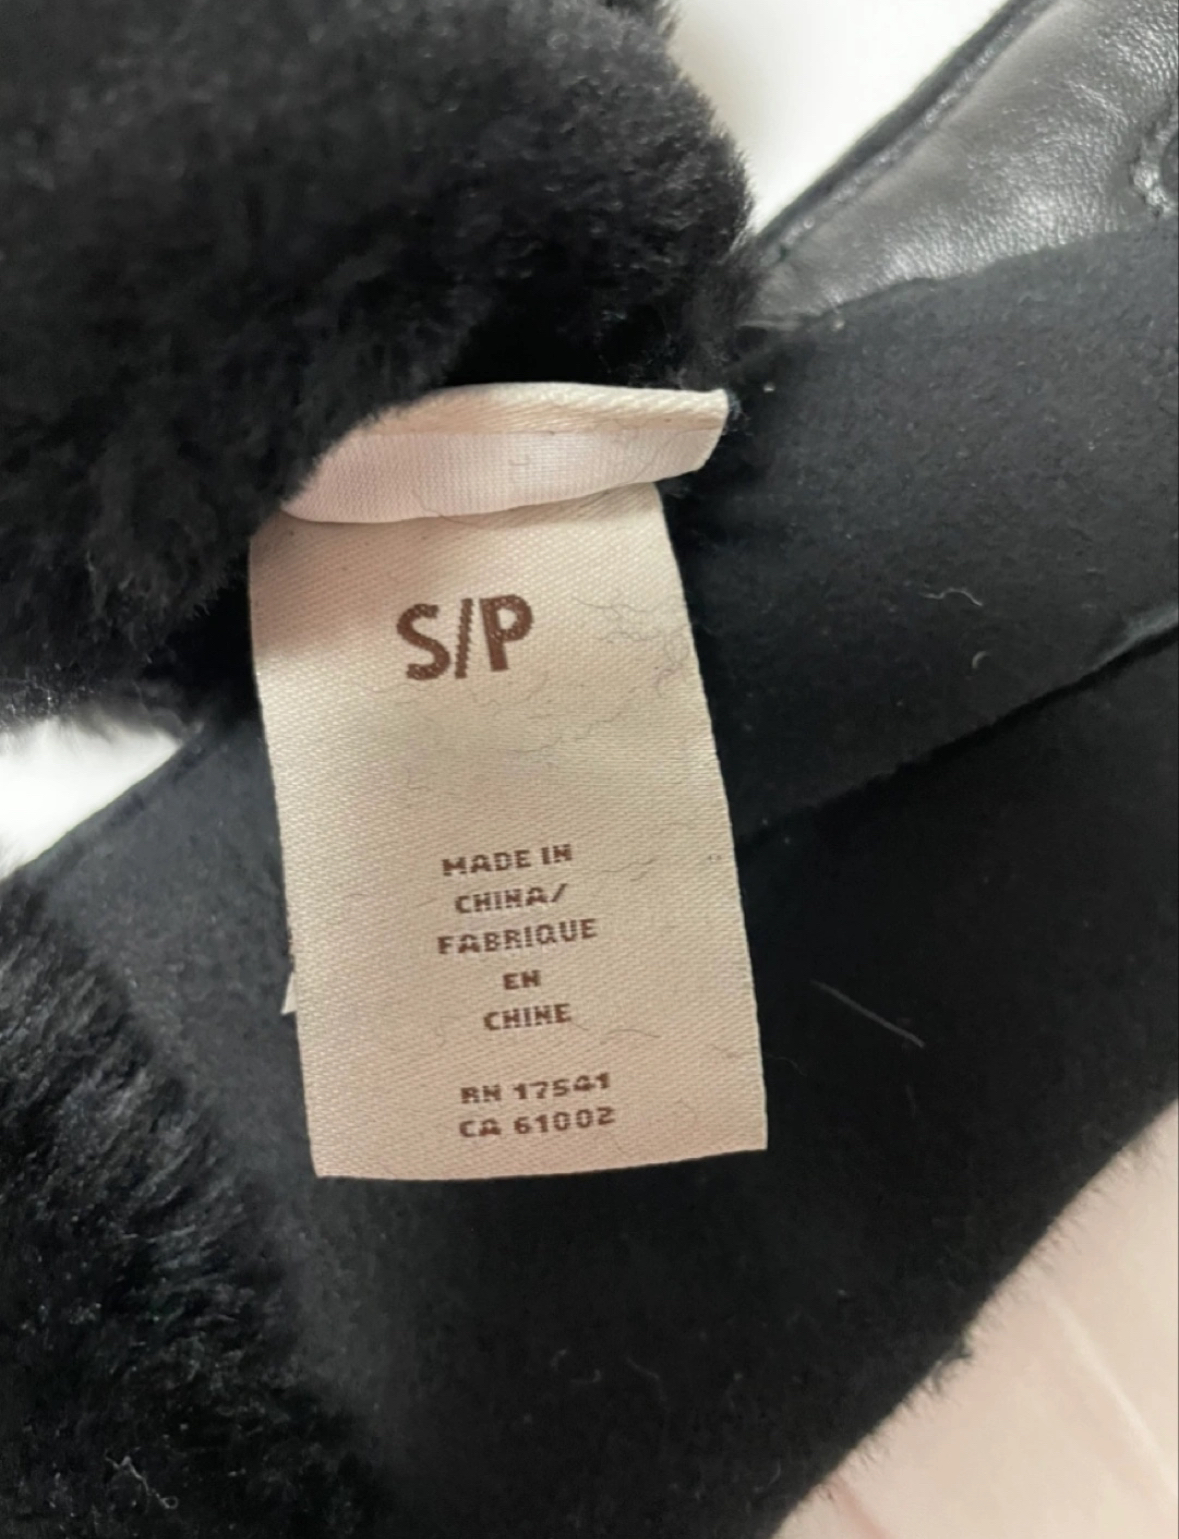 S/P
MADE IN
CHINA/
FABRIQUE
EN
CHINE
RN 17541
CA 61002